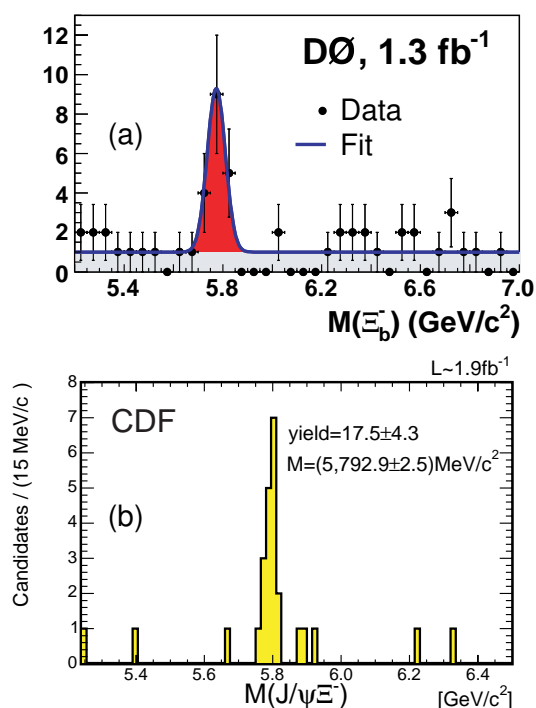 12
10
8
6
4
2
0
DØ, 1.3 fb⁻¹
(a)
Data
Fit
5.4 5.8 6.2 6.6 7.0
M(Ξb⁻) (GeV/c²)
L~1.9fb⁻¹
8
7
6
5
4
3
2
1
0
Candidates / (15 MeV/c)
CDF
yield=17.5±4.3
M=(5,792.9±2.5)MeV/c²
(b)
5.4 5.6 5.8 6.0 6.2 6.4
M(J/ψΞ⁻) [GeV/c²]